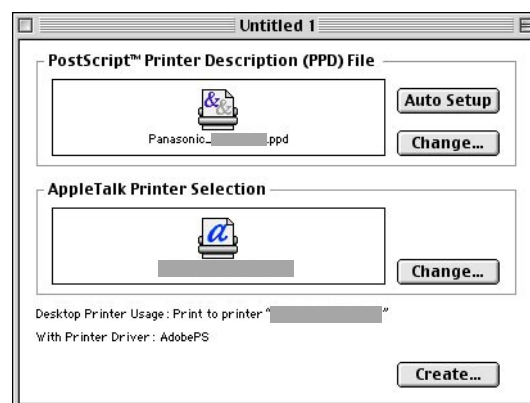 Untitled 1
PostScript™ Printer Description (PPD) File
Auto Setup
Panasonic_ .ppd
Change...
AppleTalk Printer Selection
Change...
Desktop Printer Usage: Print to printer “ ”
With Printer Driver: AdobePS
Create...